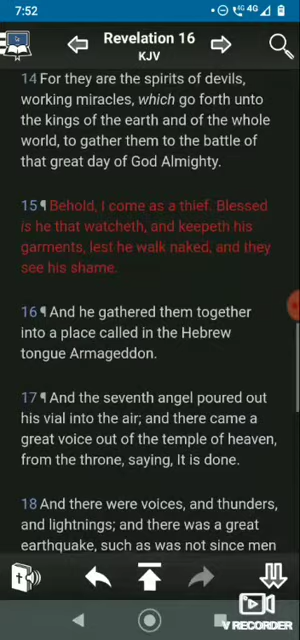 7:52
4G 4G
Revelation 16
KJV
14 For they are the spirits of devils,
working miracles, which go forth unto
the kings of the earth and of the whole
world, to gather them to the battle of
that great day of God Almighty.
15 ¶ Behold, I come as a thief. Blessed
is he that watcheth, and keepeth his
garments, lest he walk naked, and they
see his shame.
16 ¶ And he gathered them together
into a place called in the Hebrew
tongue Armageddon.
17 ¶ And the seventh angel poured out
his vial into the air; and there came a
great voice out of the temple of heaven,
from the throne, saying, It is done.
18 And there were voices, and thunders,
and lightnings; and there was a great
earthquake, such as was not since men
V RECORDER